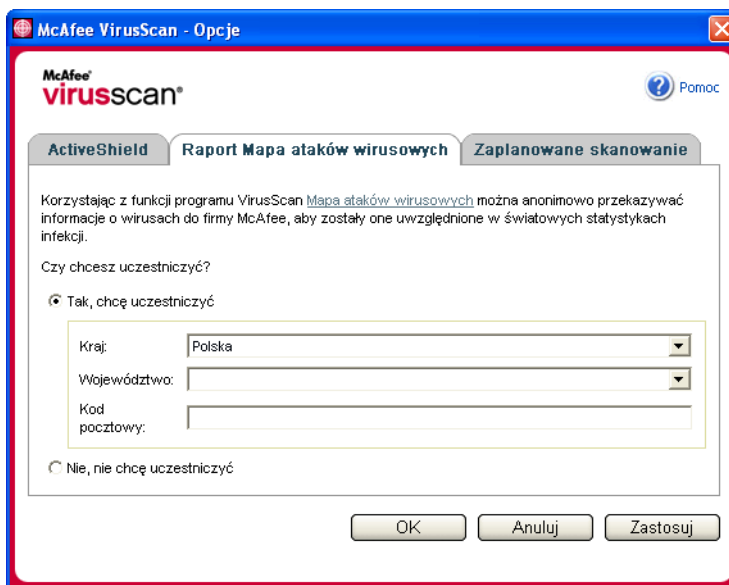 McAfee VirusScan - Opcje
McAfee®
virusscan®
Pomoc
ActiveShield
Raport Mapa ataków wirusowych
Zaplanowane skanowanie
Korzystając z funkcji programu VirusScan Mapa ataków wirusowych można anonimowo przekazywać
informacje o wirusach do firmy McAfee, aby zostały one uwzględnione w światowych statystykach
infekcji.
Czy chcesz uczestniczyć?
Tak, chcę uczestniczyć
Kraj:
Polska
Województwo:
Kod
pocztowy:
Nie, nie chcę uczestniczyć
OK
Anuluj
Zastosuj